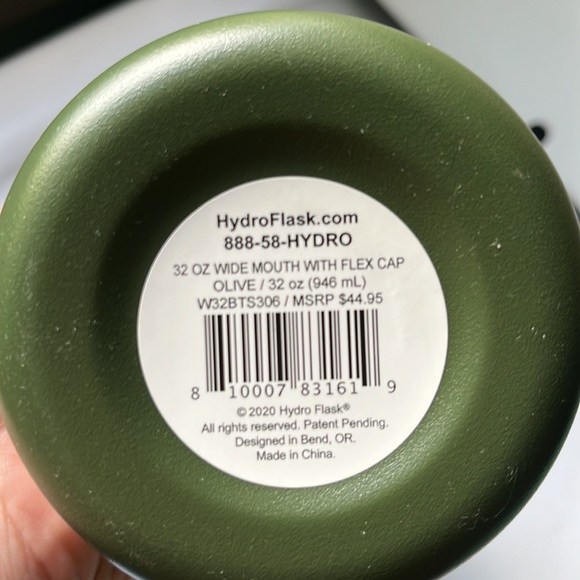 HydroFlask.com
888-58-HYDRO
32 OZ WIDE MOUTH WITH FLEX CAP
OLIVE / 32 oz (946 mL)
W32BTS306 / MSRP $44.95
8 10007 83161 9
© 2020 Hydro Flask®
All rights reserved. Patent Pending.
Designed in Bend, OR.
Made in China.